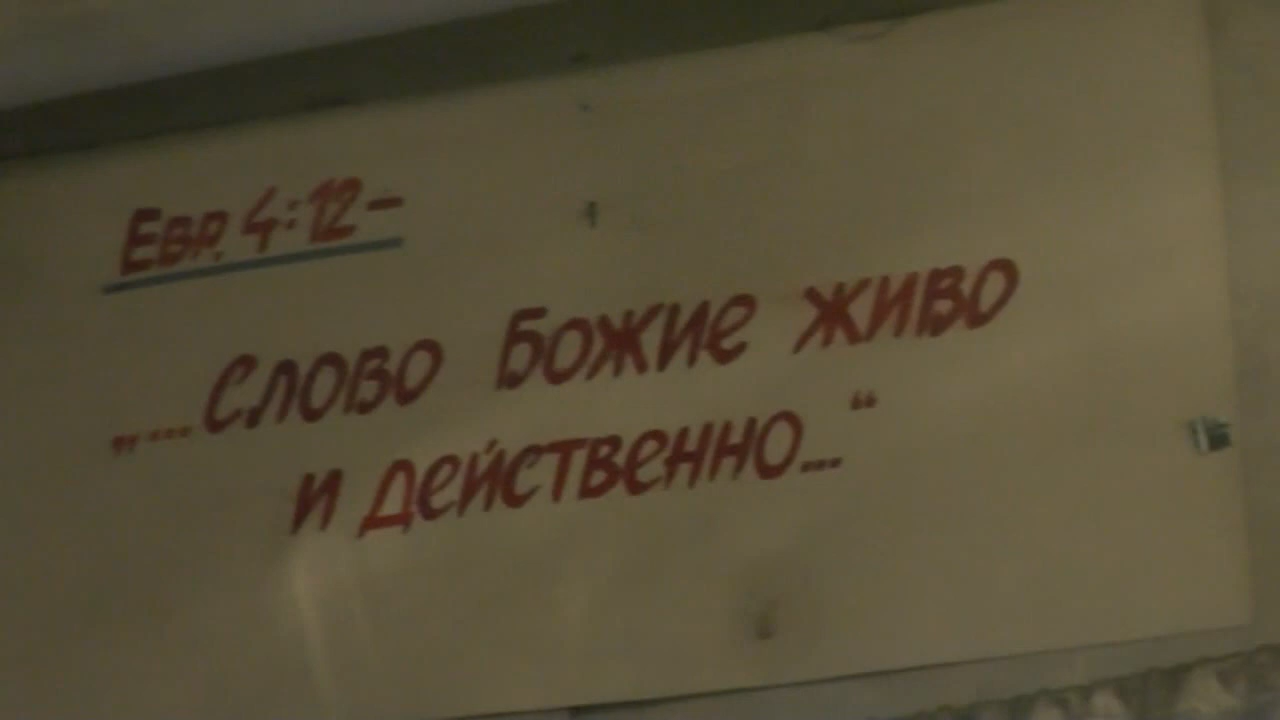 Евр. 4:12-
„...Слово Божие живо
и действенно...“